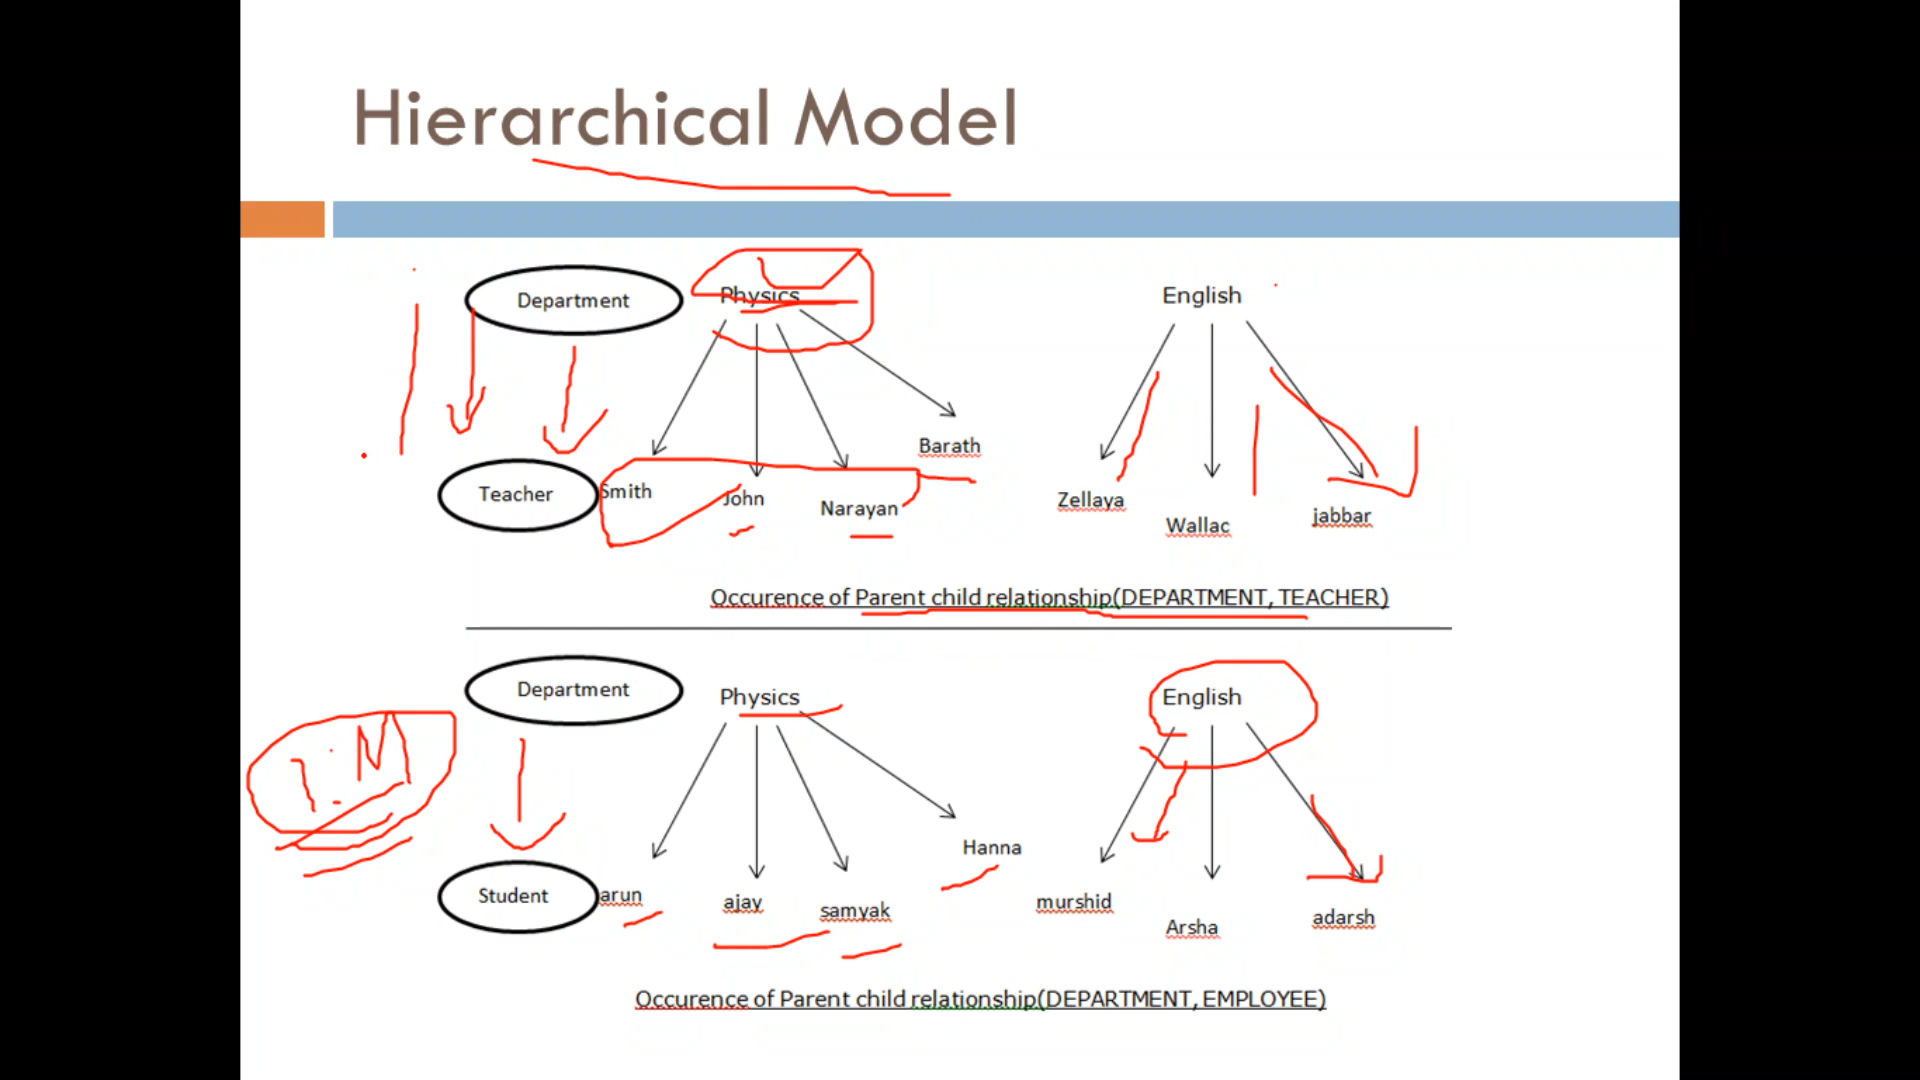 Hierarchical Model
Department Physics English
Barath
Teacher Smith John Narayan Zellaya Wallac jabbar
Occurence of Parent child relationship(DEPARTMENT, TEACHER)
Department Physics English
1:M
Hanna
Student arun ajay samyak murshid Arsha adarsh
Occurence of Parent child relationship(DEPARTMENT, EMPLOYEE)